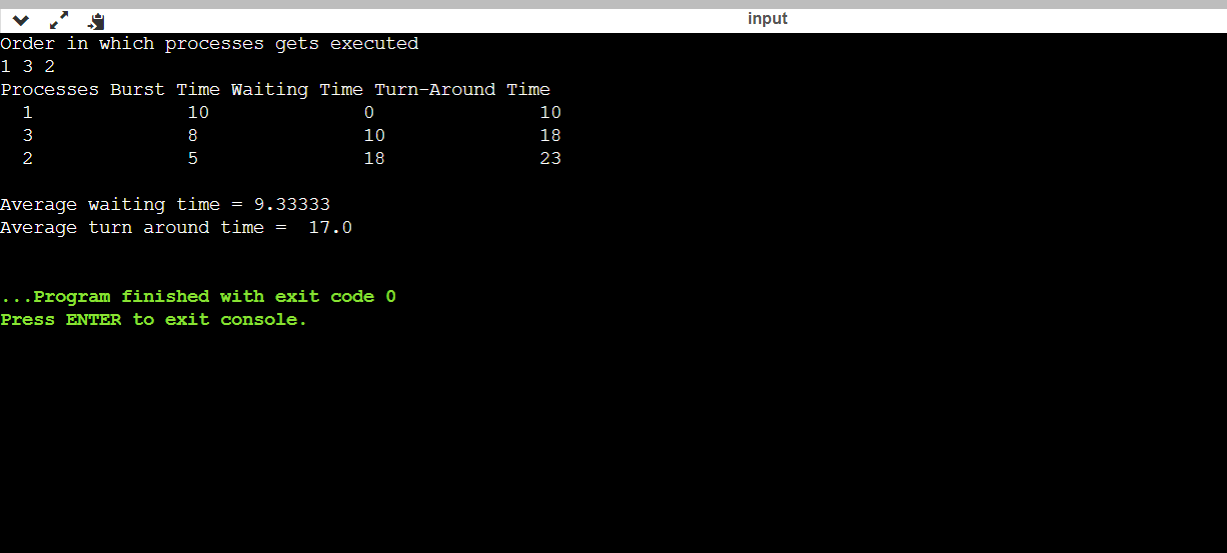 input
Order in which processes gets executed
1 3 2
Processes Burst Time Waiting Time Turn-Around Time
1 10 0 10
3 8 10 18
2 5 18 23
Average waiting time = 9.33333
Average turn around time = 17.0
...Program finished with exit code 0
Press ENTER to exit console.